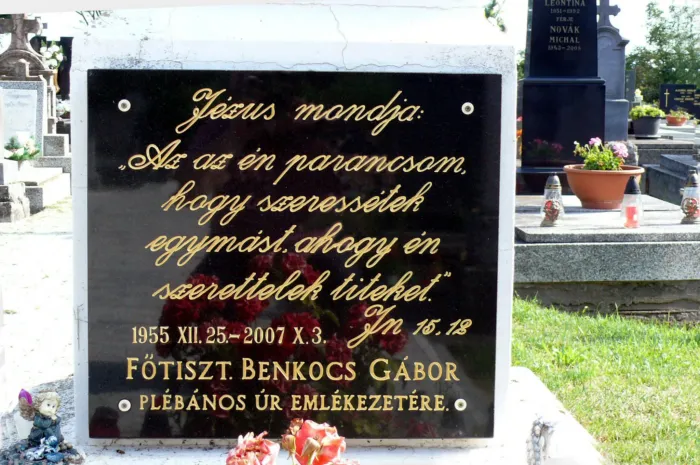 Jézus mondja:
„Az az én parancsom,
hogy szeressétek
egymást, ahogy én
szerettelek titeket."
Jn 15,12
1955 XII. 25.-2007 X. 3.
FŐTISZT. BENKOCS GÁBOR
PLÉBÁNOS ÚR EMLÉKEZETÉRE.
LEONTINA
NOVÁK
MICHAL